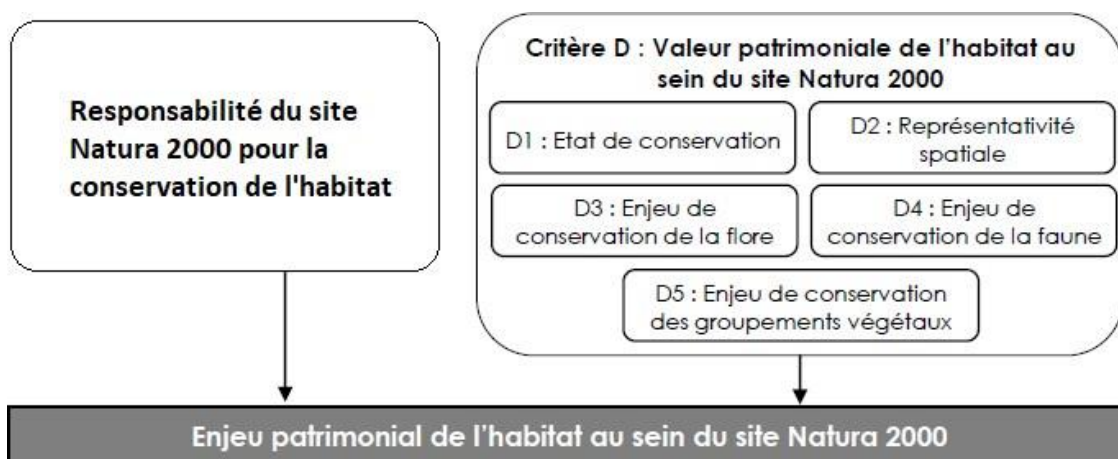 Responsabilité du site
Natura 2000 pour la
conservation de l'habitat
Critère D : Valeur patrimoniale de l'habitat au
sein du site Natura 2000
D1 : Etat de conservation
D2 : Représentativité
spatiale
D3 : Enjeu de
conservation de la flore
D4 : Enjeu de
conservation de la faune
D5 : Enjeu de conservation
des groupements végétaux
Enjeu patrimonial de l'habitat au sein du site Natura 2000